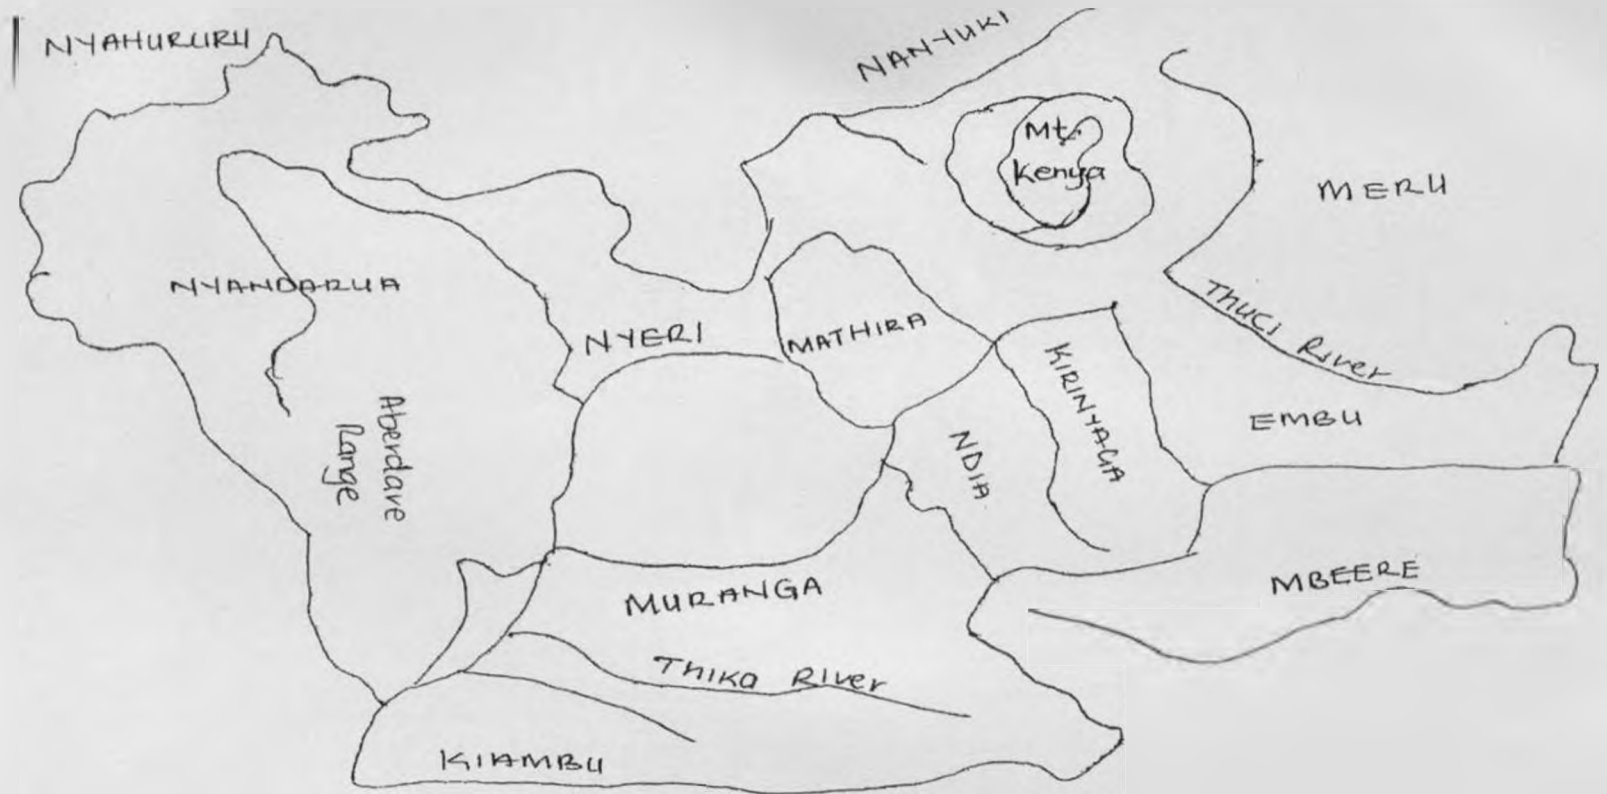 NYAHURURU
NANYUKI
Mt.
Kenya
MERU
NYANDARUA
THUCI River
NYERI
MATHIRA
KIRINYAGA
EMBU
Aberdare
Range
NDIA
MBEERE
MURANGA
THIKA River
KIAMBU